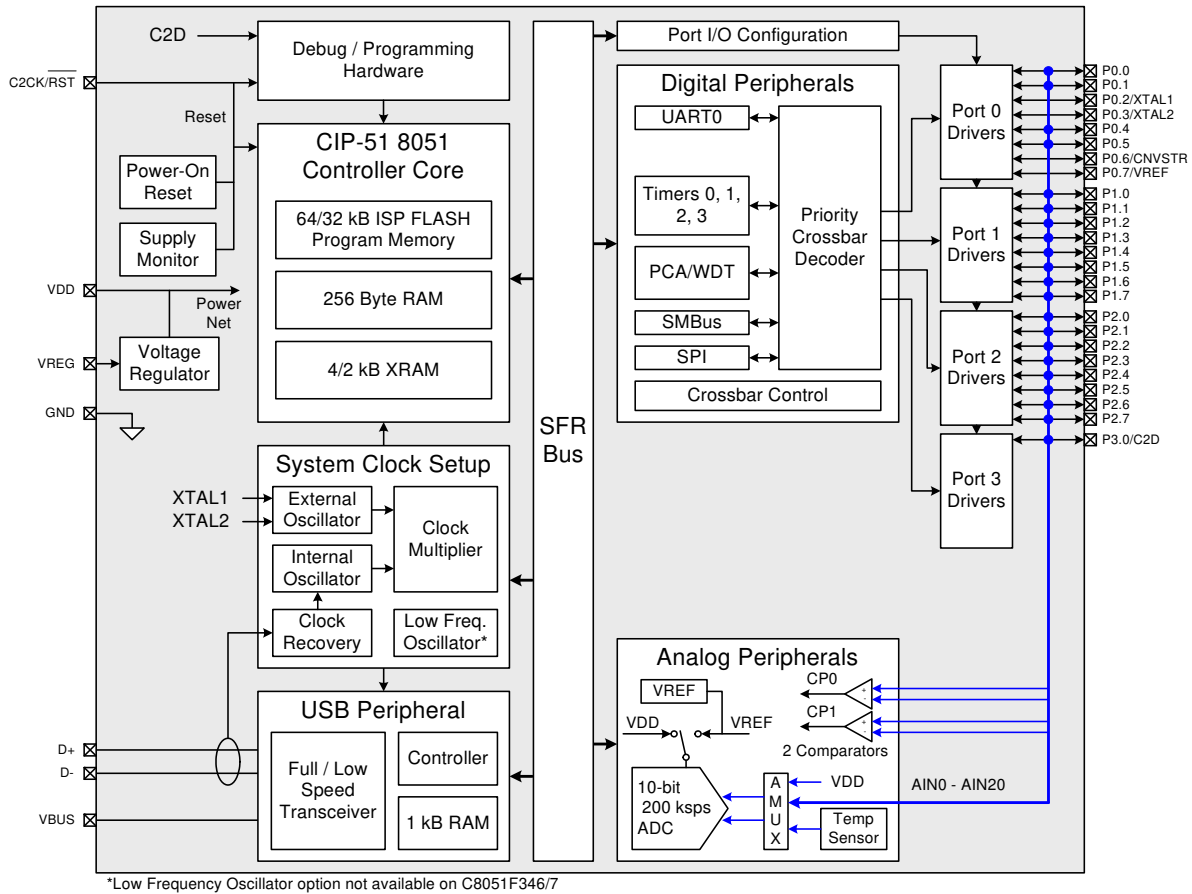 C2D
C2CK/RST
Debug / Programming
Hardware
Reset
Power-On
Reset
Supply
Monitor
VDD
Power
Net
VREG
Voltage
Regulator
GND
CIP-51 8051
Controller Core
64/32 kB ISP FLASH
Program Memory
256 Byte RAM
4/2 kB XRAM
System Clock Setup
XTAL1
XTAL2
External
Oscillator
Internal
Oscillator
Clock
Recovery
Clock
Multiplier
Low Freq.
Oscillator*
USB Peripheral
D+
D-
VBUS
Full / Low
Speed
Transceiver
Controller
1 kB RAM
SFR
Bus
Port I/O Configuration
Digital Peripherals
UART0
Timers 0, 1,
2, 3
PCA/WDT
SMBus
SPI
Priority
Crossbar
Decoder
Crossbar Control
Port 0
Drivers
Port 1
Drivers
Port 2
Drivers
Port 3
Drivers
P0.0
P0.1
P0.2/XTAL1
P0.3/XTAL2
P0.4
P0.5
P0.6/CNVSTR
P0.7/VREF
P1.0
P1.1
P1.2
P1.3
P1.4
P1.5
P1.6
P1.7
P2.0
P2.1
P2.2
P2.3
P2.4
P2.5
P2.6
P2.7
P3.0/C2D
Analog Peripherals
VREF
VDD
VREF
CP0
+
-
CP1
+
-
2 Comparators
10-bit
200 ksps
ADC
A
M
U
X
VDD
Temp
Sensor
AIN0 - AIN20
*Low Frequency Oscillator option not available on C8051F346/7